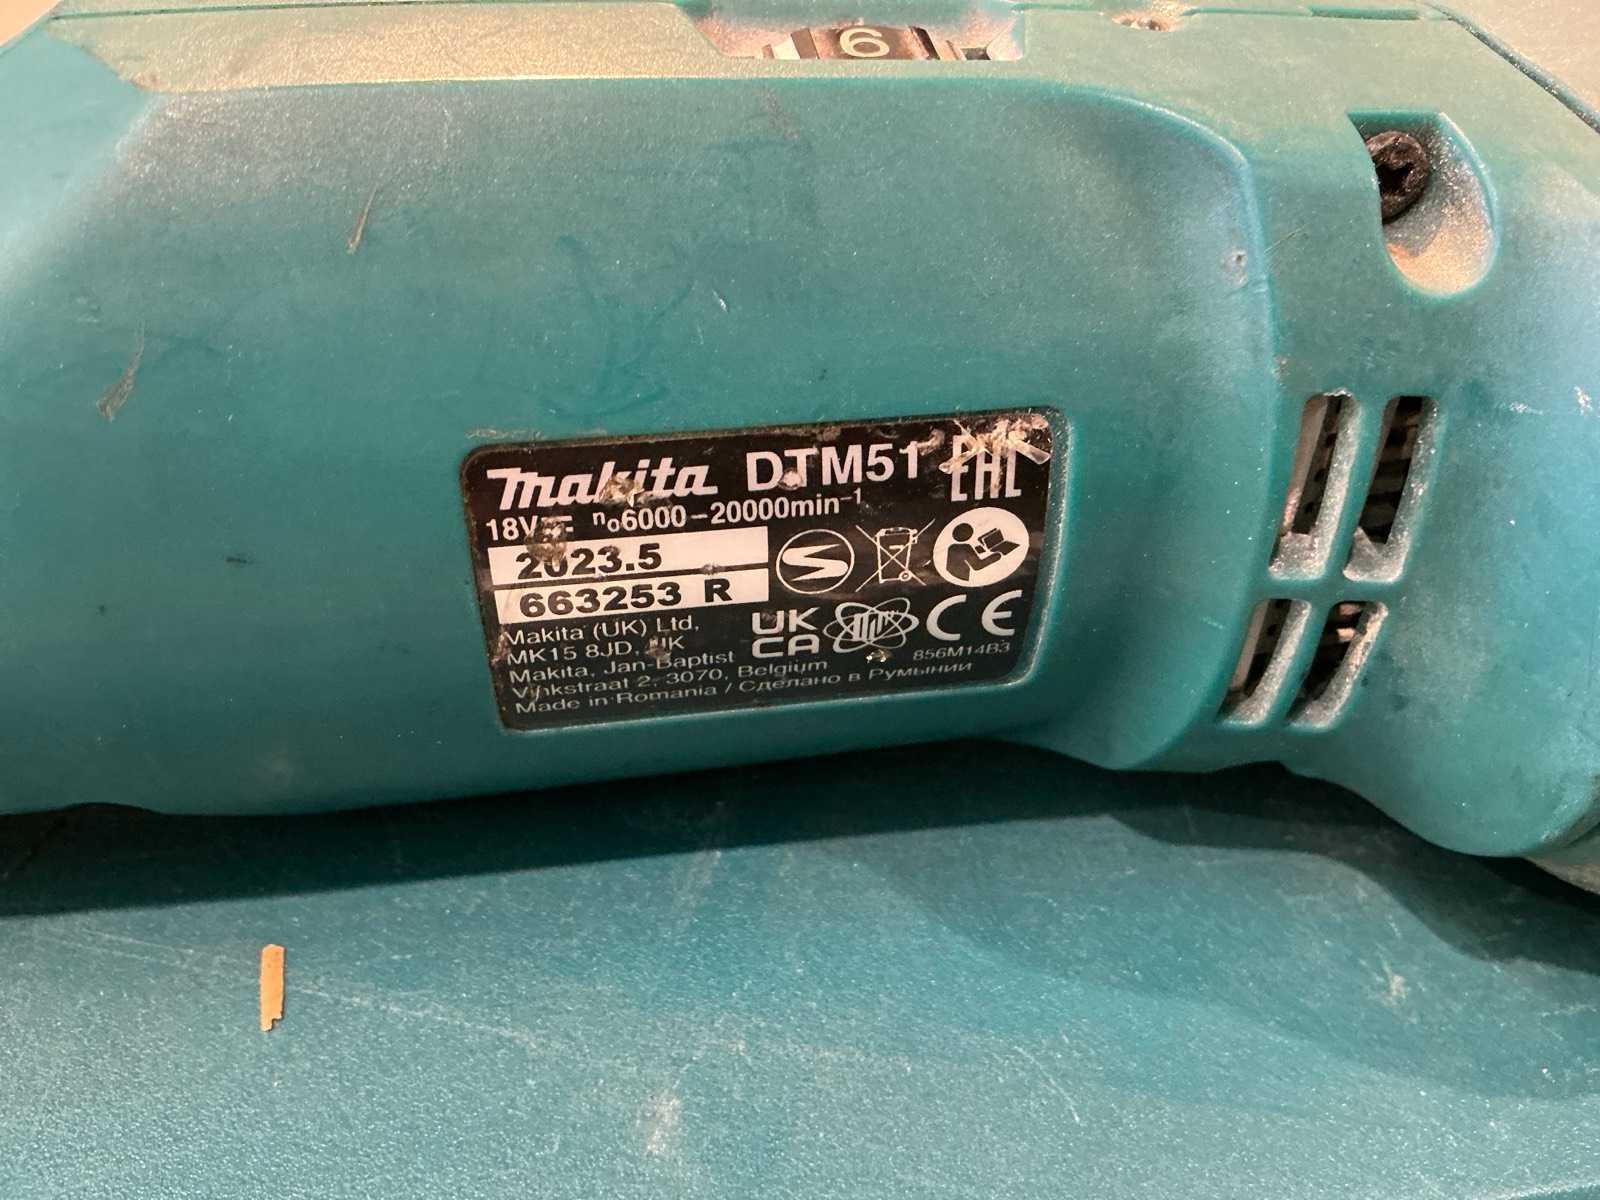 6
Makita DTM51 EAC
18V n₀6000-20000min⁻¹
2023.5
663253 R
Makita (UK) Ltd,
MK15 8JD, UK
UK
CA
CE
Makita, Jan-Baptist
856M14B3
Vinkstraat 2, 3070, Belgium
Made in Romania / Сделано в Румынии